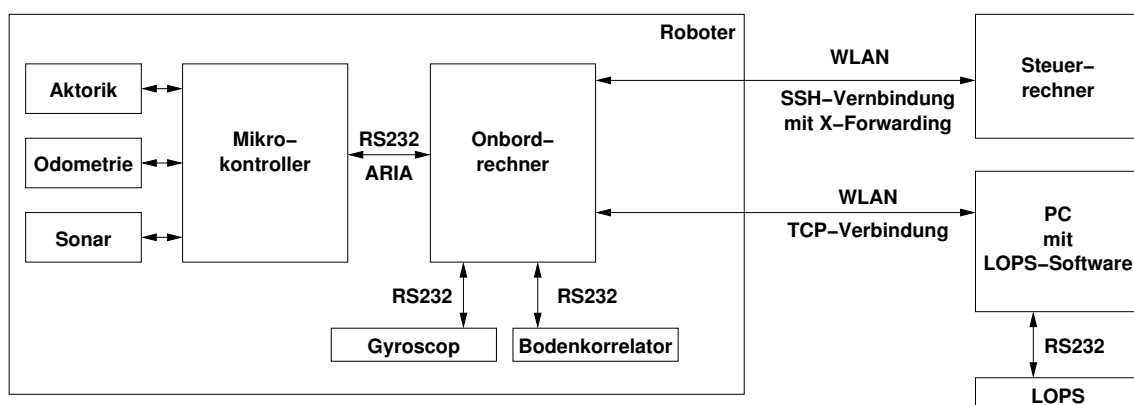 Roboter
Aktorik
Odometrie
Sonar
Mikro–
kontroller
RS232
ARIA
Onbord–
rechner
WLAN
SSH–Vernbindung
mit X–Forwarding
Steuer–
rechner
WLAN
TCP–Verbindung
PC
mit
LOPS–Software
RS232
RS232
Gyroscop
Bodenkorrelator
RS232
LOPS